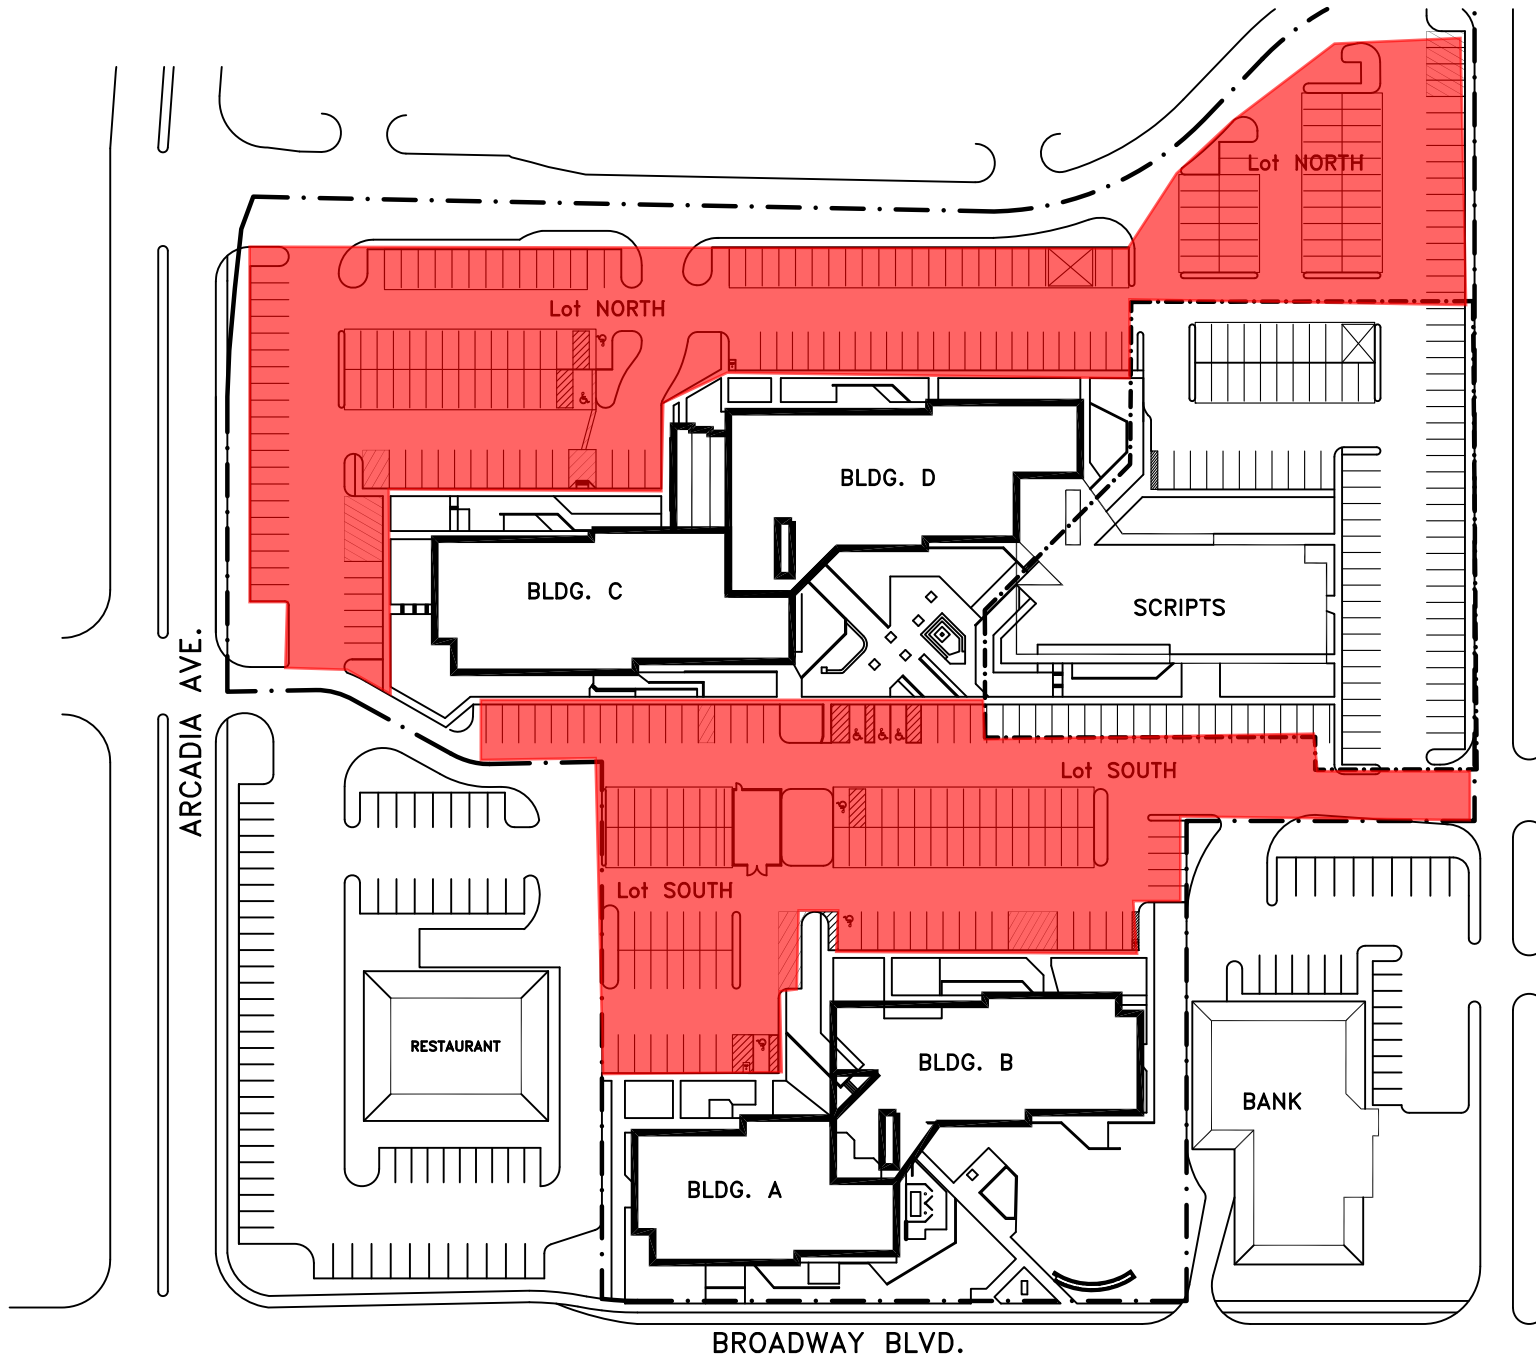 Lot NORTH
Lot NORTH
BLDG. D
BLDG. C
SCRIPTS
ARCADIA AVE.
Lot SOUTH
Lot SOUTH
RESTAURANT
BLDG. B
BANK
BLDG. A
BROADWAY BLVD.